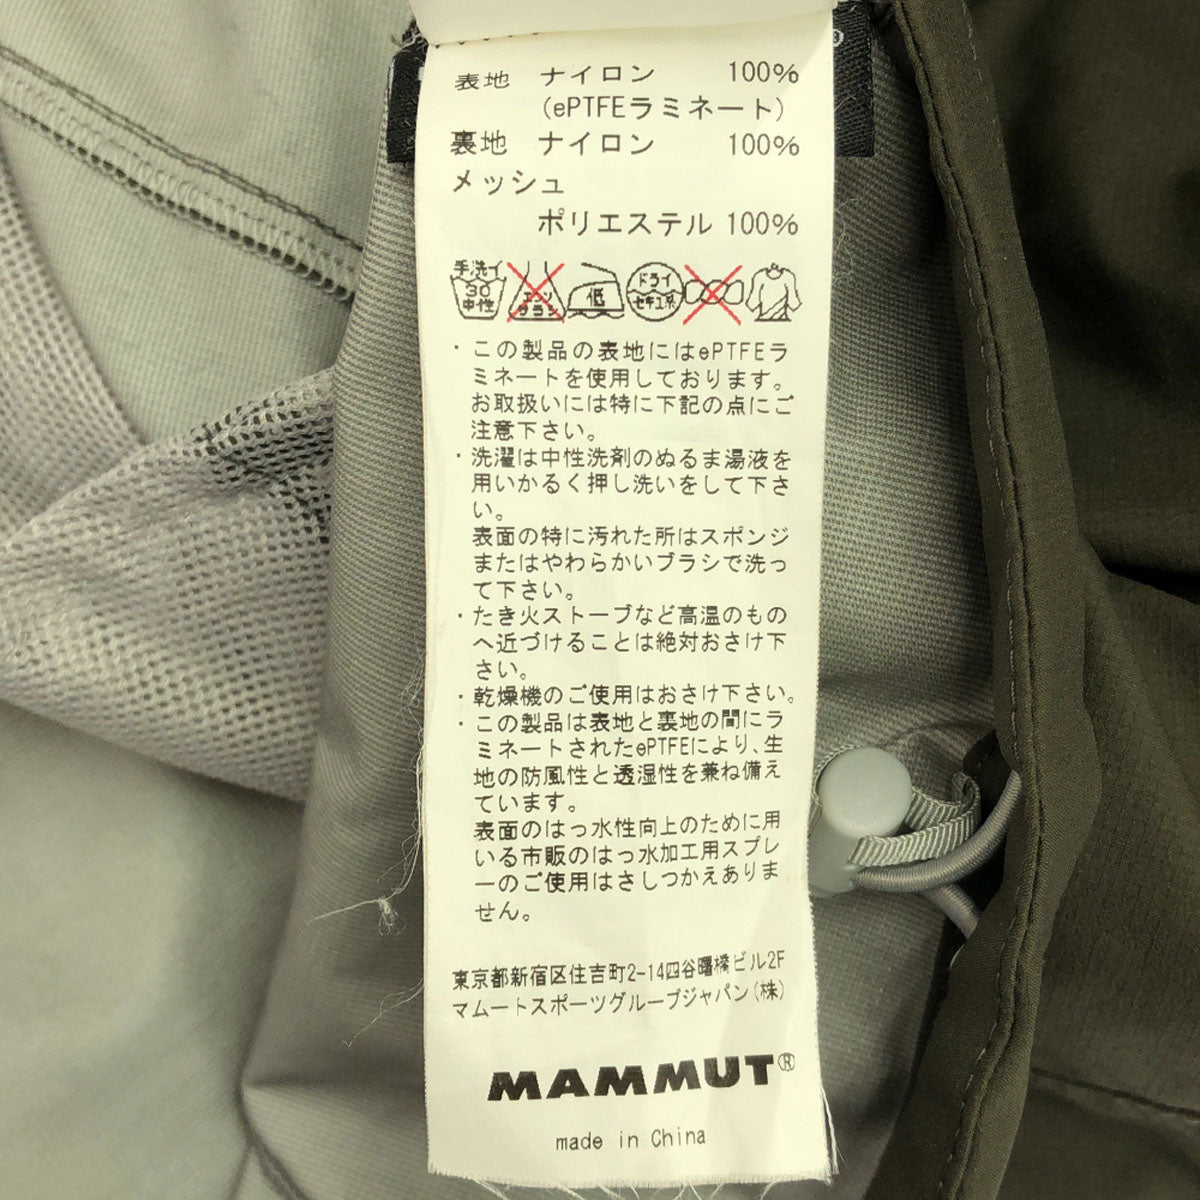 表地 ナイロン 100%
(ePTFEラミネート)
裏地 ナイロン 100%
メッシュ
ポリエステル 100%
手洗イ 30 中性 エンソ サラシ 低 ドライ セキユ系
・この製品の表地にはePTFEラ
ミネートを使用しております。
お取扱いには特に下記の点にご
注意下さい。
・洗濯は中性洗剤のぬるま湯液を
用いかるく押し洗いをして下さ
い。
表面の特に汚れた所はスポンジ
またはやわらかいブラシで洗っ
て下さい。
・たき火ストーブなど高温のもの
へ近づけることは絶対おさけ下
さい。
・乾燥機のご使用はおさけ下さい。
・この製品は表地と裏地の間にラ
ミネートされたePTFEにより、生
地の防風性と透湿性を兼ね備え
ています。
表面のはっ水性向上のために用
いる市販のはっ水加工用スプレ
ーのご使用はさしつかえありま
せん。
東京都新宿区住吉町2-14四谷曙橋ビル2F
マムートスポーツグループジャパン(株)
MAMMUT®
made in China